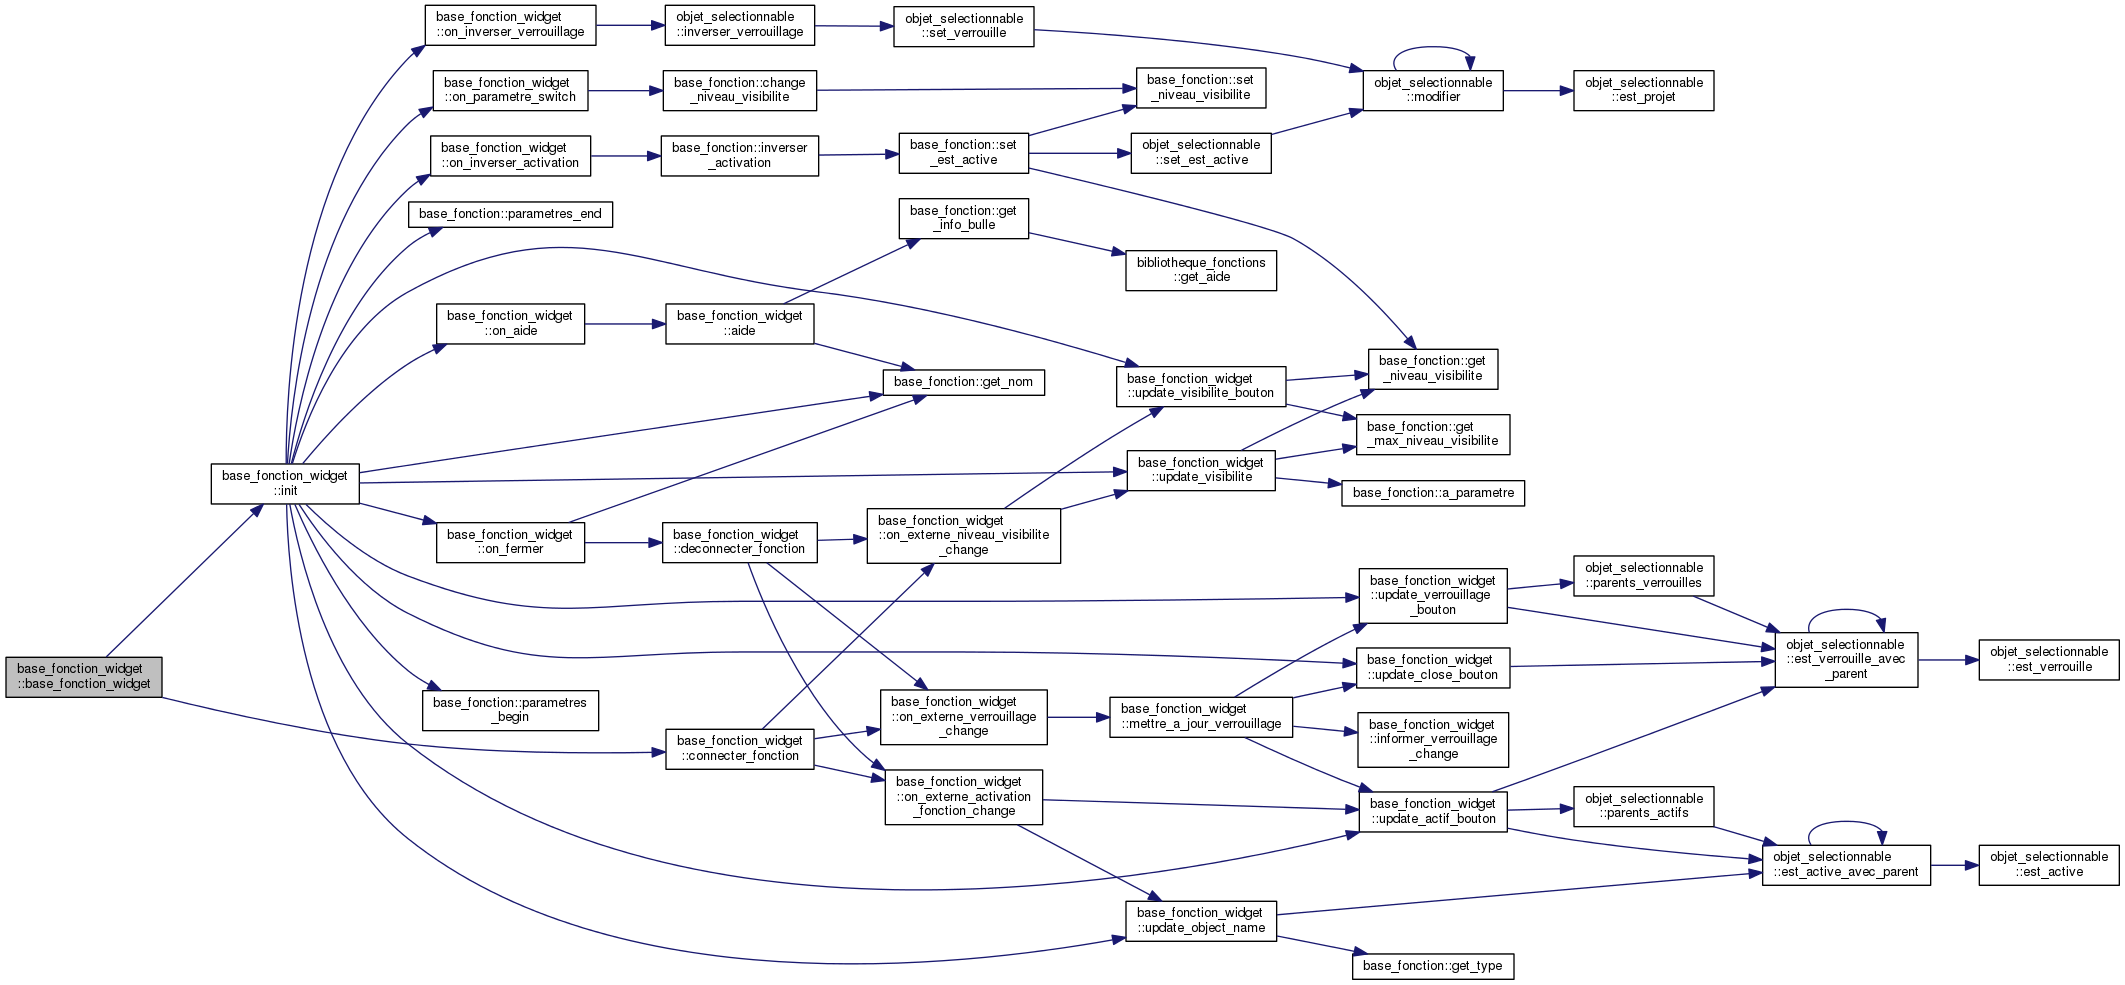 base_fonction_widget
::base_fonction_widget
base_fonction_widget
::init
base_fonction_widget
::on_inverser_verrouillage
base_fonction_widget
::on_parametre_switch
base_fonction_widget
::on_inverser_activation
base_fonction::parametres_end
base_fonction_widget
::on_aide
base_fonction_widget
::on_fermer
base_fonction::parametres
_begin
objet_selectionnable
::inverser_verrouillage
base_fonction::change
_niveau_visibilite
base_fonction::inverser
_activation
base_fonction_widget
::aide
base_fonction_widget
::deconnecter_fonction
base_fonction_widget
::connecter_fonction
objet_selectionnable
::set_verrouille
base_fonction::set
_est_active
base_fonction::get
_info_bulle
base_fonction::get_nom
base_fonction_widget
::on_externe_niveau_visibilite
_change
base_fonction_widget
::on_externe_verrouillage
_change
base_fonction_widget
::on_externe_activation
_fonction_change
base_fonction::set
_niveau_visibilite
objet_selectionnable
::set_est_active
bibliotheque_fonctions
::get_aide
base_fonction_widget
::update_visibilite_bouton
base_fonction_widget
::update_visibilite
base_fonction_widget
::mettre_a_jour_verrouillage
base_fonction_widget
::update_object_name
objet_selectionnable
::modifier
base_fonction::get
_niveau_visibilite
base_fonction::get
_max_niveau_visibilite
base_fonction::a_parametre
base_fonction_widget
::update_verrouillage
_bouton
base_fonction_widget
::update_close_bouton
base_fonction_widget
::informer_verrouillage
_change
base_fonction_widget
::update_actif_bouton
base_fonction::get_type
objet_selectionnable
::est_projet
objet_selectionnable
::parents_verrouilles
objet_selectionnable
::parents_actifs
objet_selectionnable
::est_verrouille_avec
_parent
objet_selectionnable
::est_active_avec_parent
objet_selectionnable
::est_verrouille
objet_selectionnable
::est_active